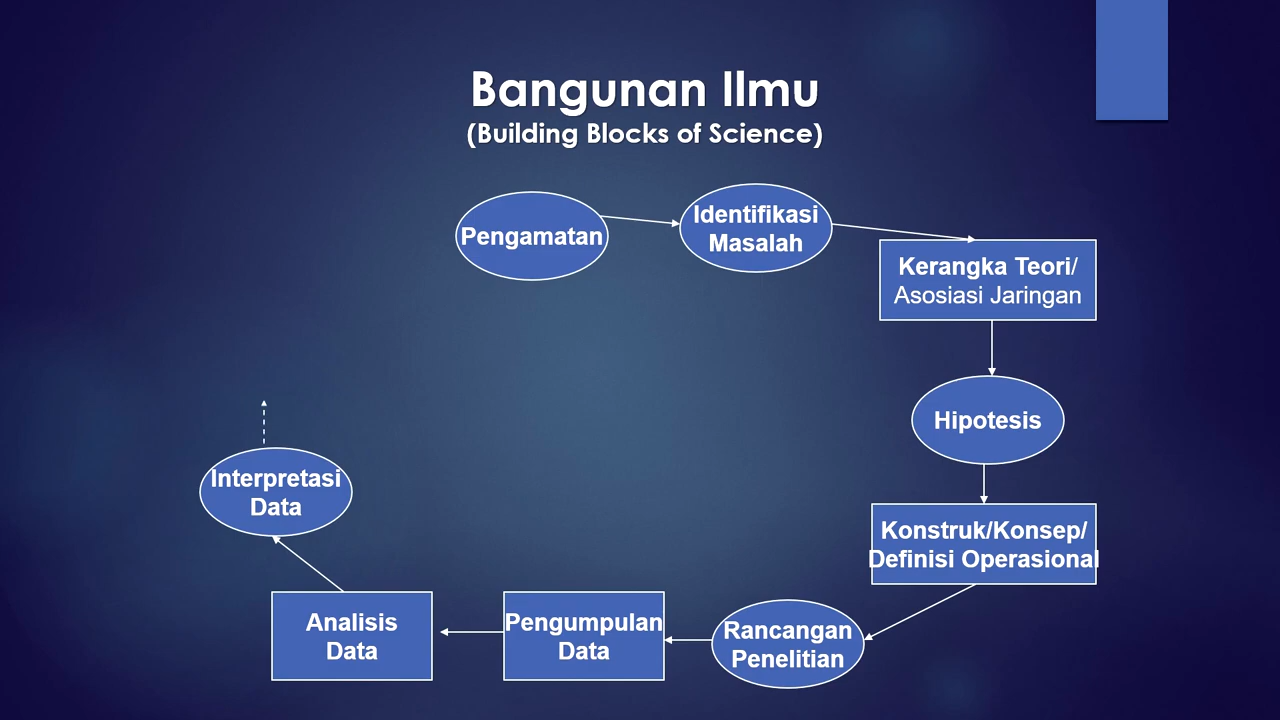 Bangunan Ilmu
(Building Blocks of Science)
Pengamatan
Identifikasi
Masalah
Kerangka Teori/
Asosiasi Jaringan
Hipotesis
Konstruk/Konsep/
Definisi Operasional
Rancangan
Penelitian
Pengumpulan
Data
Analisis
Data
Interpretasi
Data